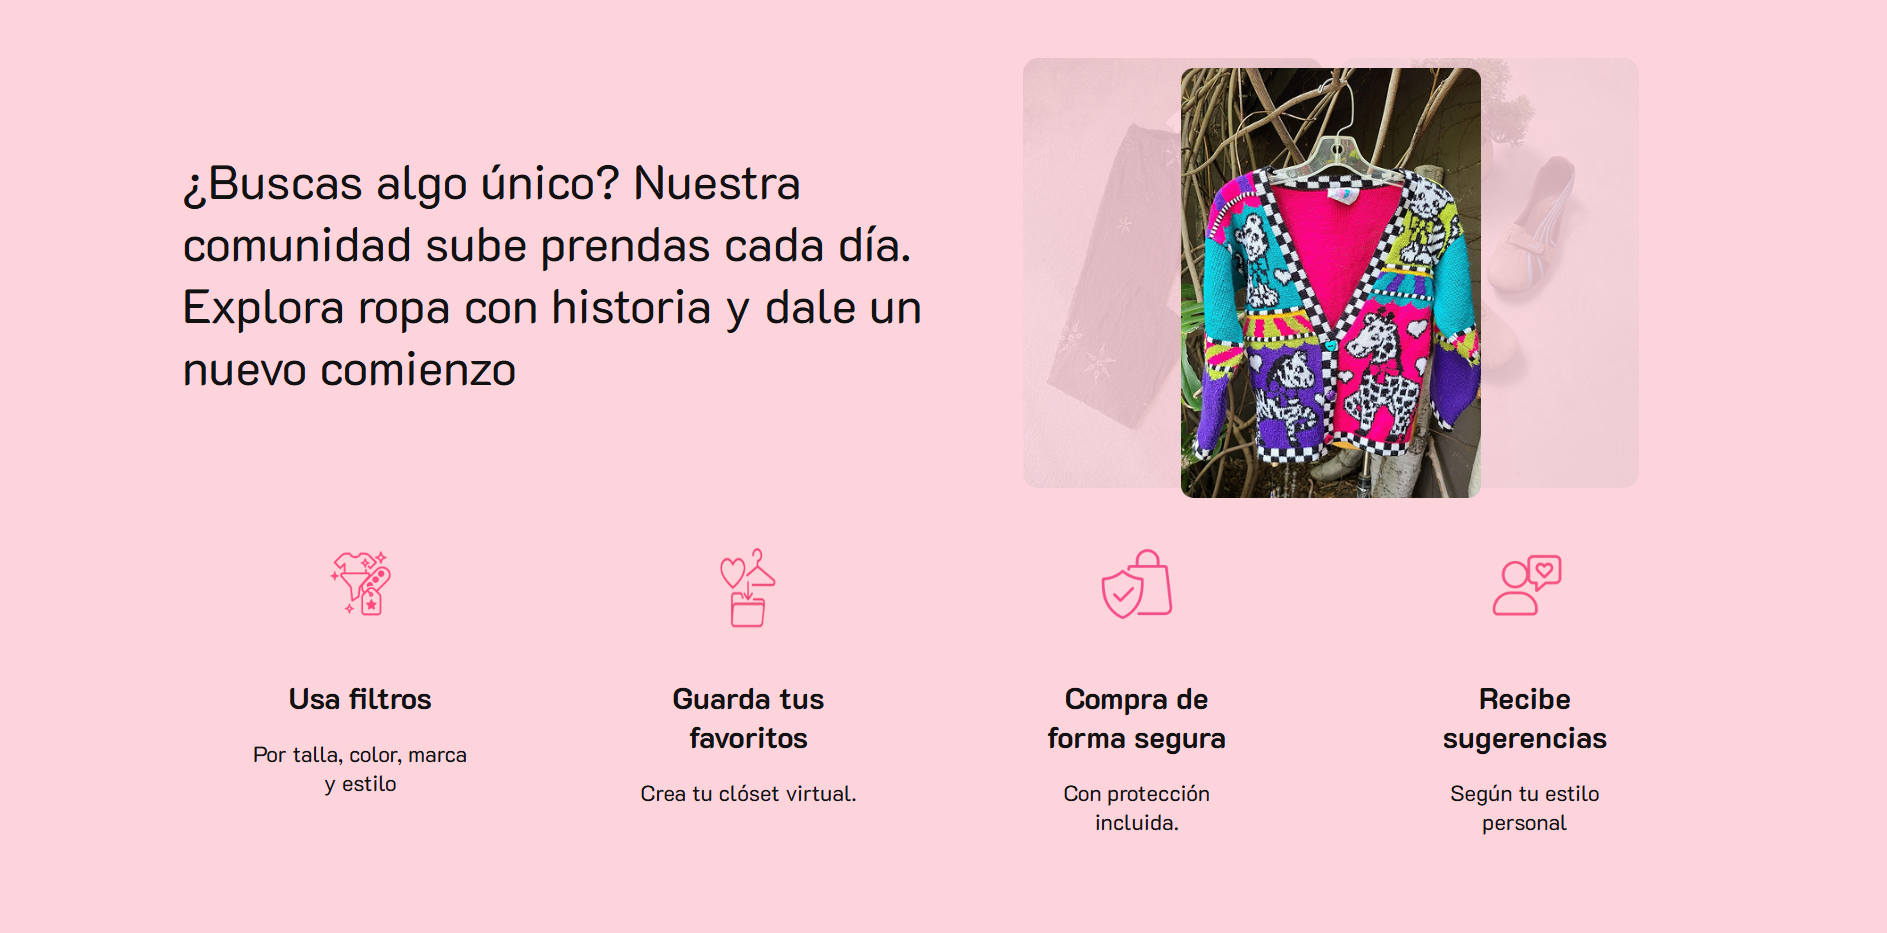 ¿Buscas algo único? Nuestra
comunidad sube prendas cada día.
Explora ropa con historia y dale un
nuevo comienzo
Usa filtros
Por talla, color, marca
y estilo
Guarda tus
favoritos
Crea tu clóset virtual.
Compra de
forma segura
Con protección
incluida.
Recibe
sugerencias
Según tu estilo
personal